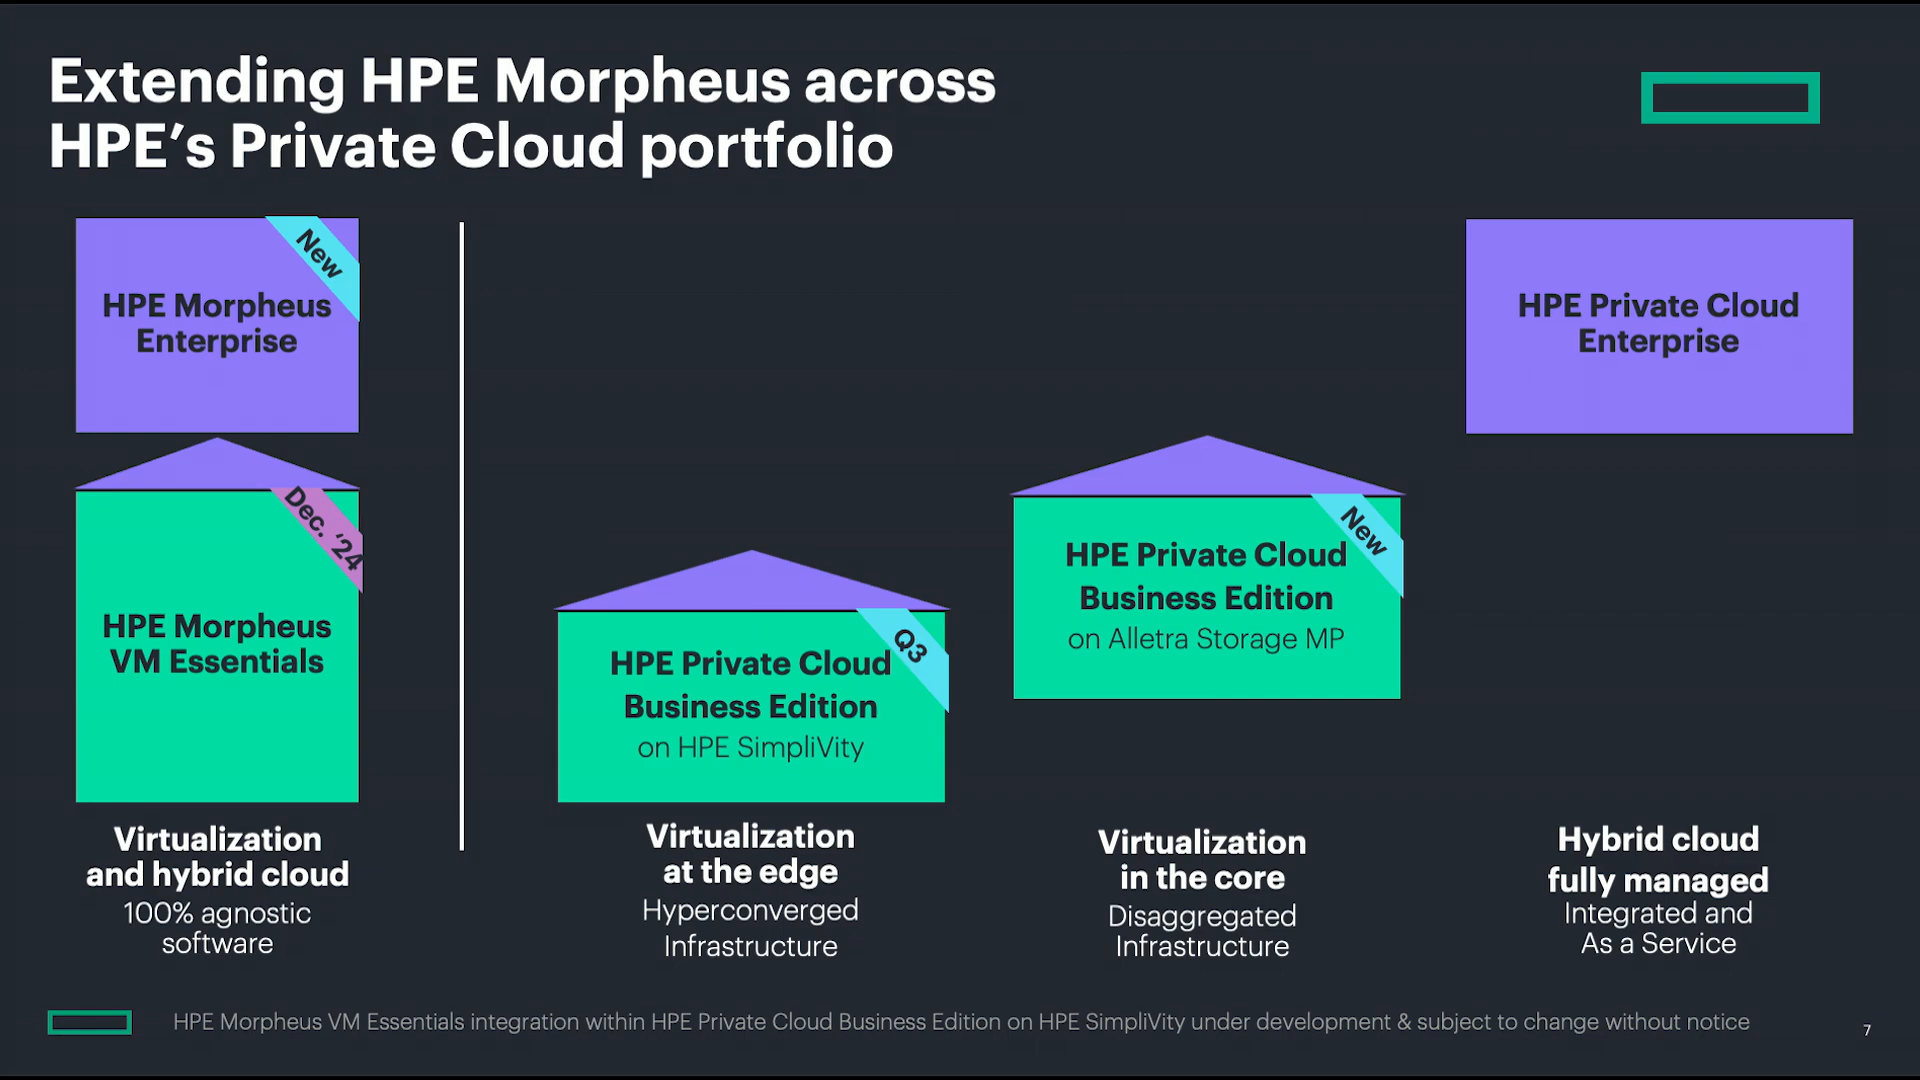 Extending HPE Morpheus across
HPE’s Private Cloud portfolio
New
HPE Morpheus
Enterprise
Dec. ‘24
HPE Morpheus
VM Essentials
Virtualization
and hybrid cloud
100% agnostic
software
Q3
HPE Private Cloud
Business Edition
on HPE SimpliVity
Virtualization
at the edge
Hyperconverged
Infrastructure
New
HPE Private Cloud
Business Edition
on Alletra Storage MP
Virtualization
in the core
Disaggregated
Infrastructure
HPE Private Cloud
Enterprise
Hybrid cloud
fully managed
Integrated and
As a Service
HPE Morpheus VM Essentials integration within HPE Private Cloud Business Edition on HPE SimpliVity under development & subject to change without notice
7